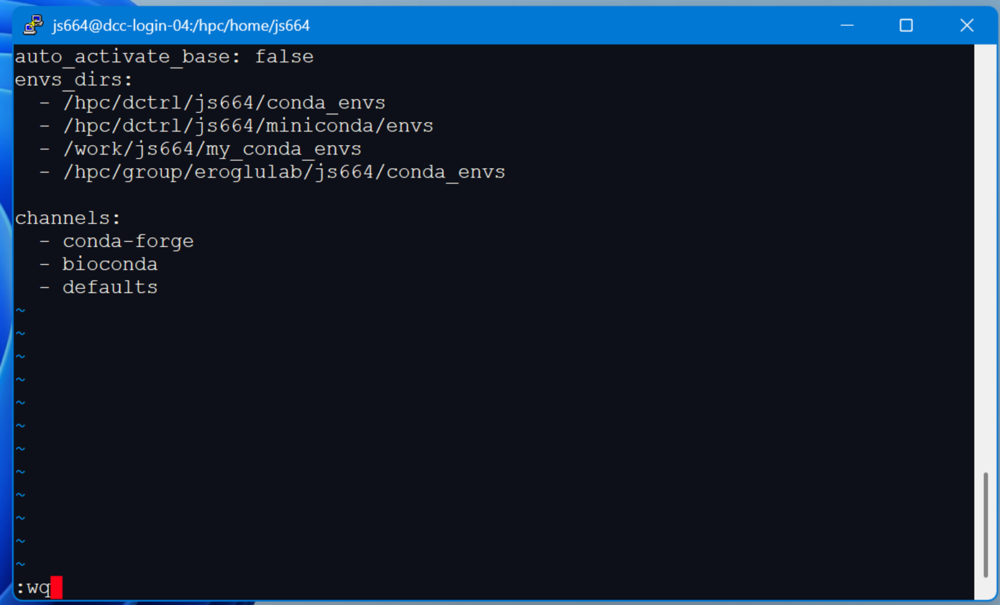 js664@dcc-login-04:/hpc/home/js664
auto_activate_base: false
envs_dirs:
  - /hpc/dctrl/js664/conda_envs
  - /hpc/dctrl/js664/miniconda/envs
  - /work/js664/my_conda_envs
  - /hpc/group/eroglulab/js664/conda_envs

channels:
  - conda-forge
  - bioconda
  - defaults
~
~
~
~
~
~
~
~
~
~
~
~
:wq